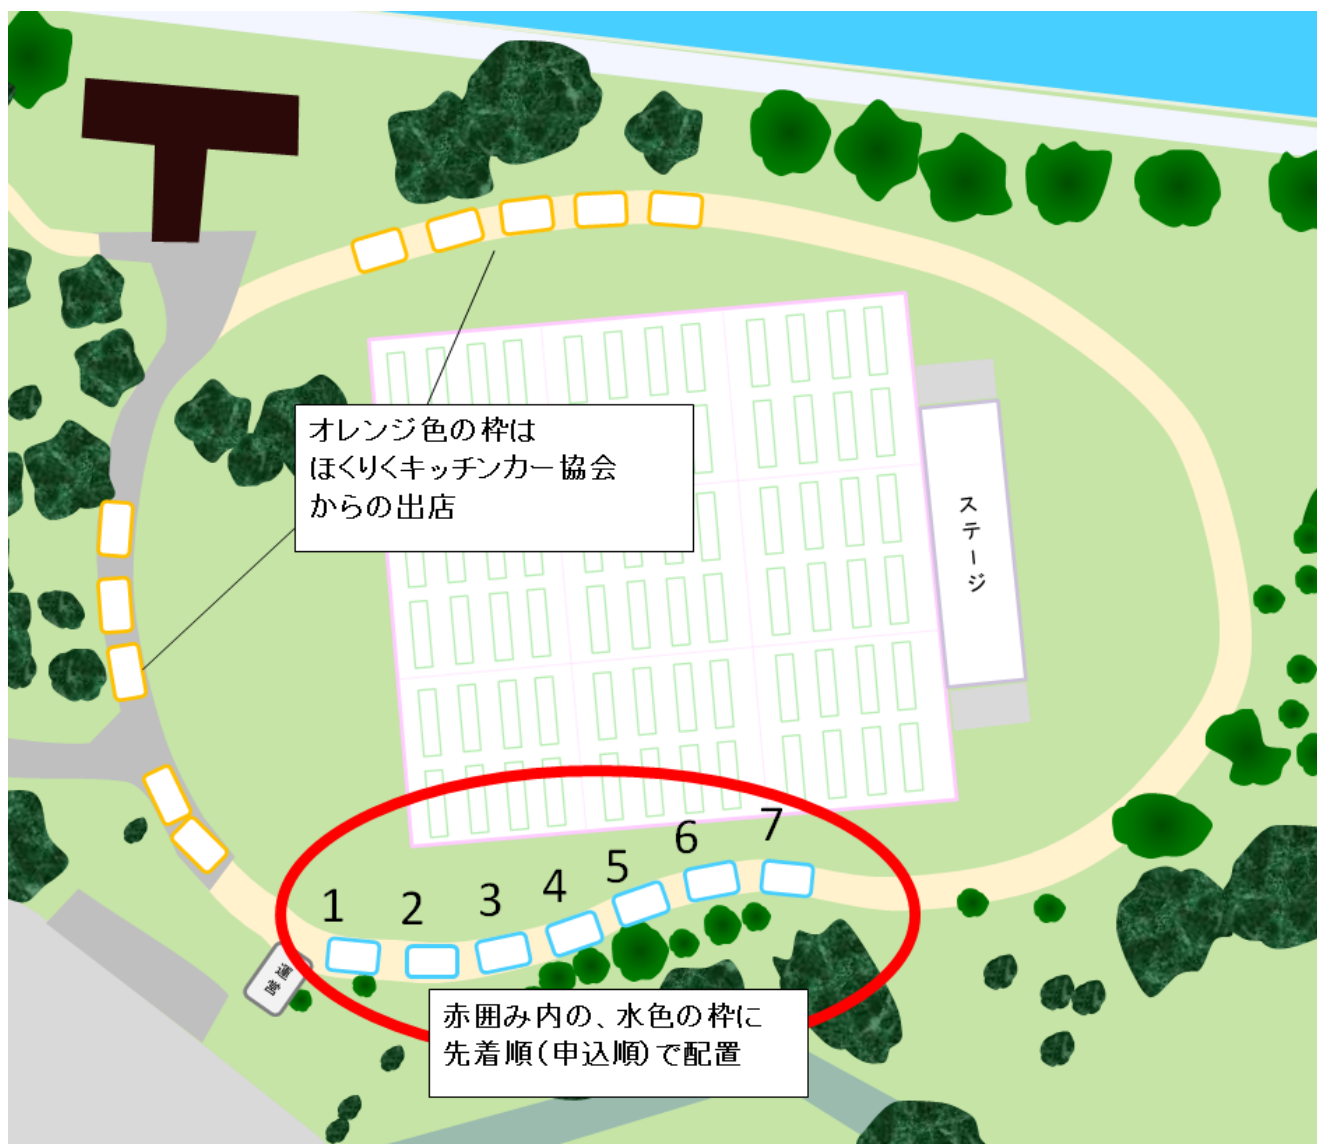 オレンジ色の枠は
ほくりくキッチンカー協会
からの出店
ステージ
1
2
3
4
5
6
7
運営
赤囲み内の、水色の枠に
先着順(申込順)で配置